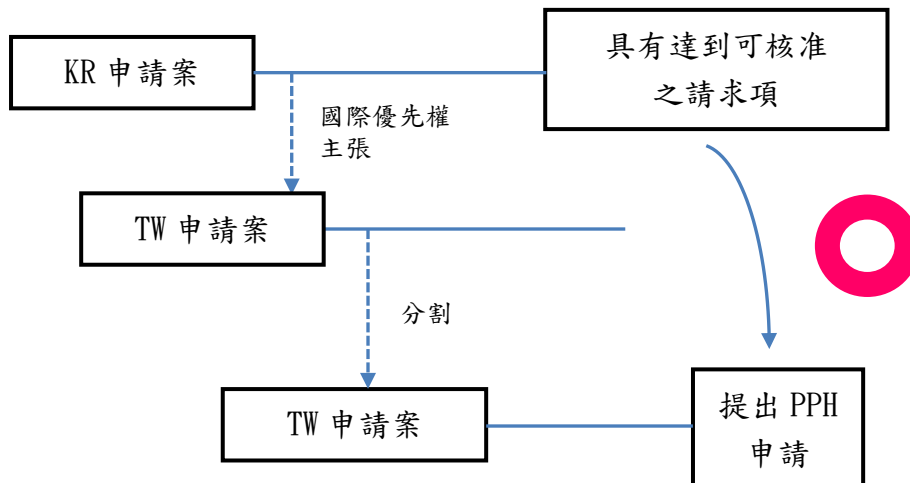 KR 申請案
具有達到可核准
之請求項
國際優先權
主張
TW 申請案
分割
TW 申請案
提出 PPH
申請